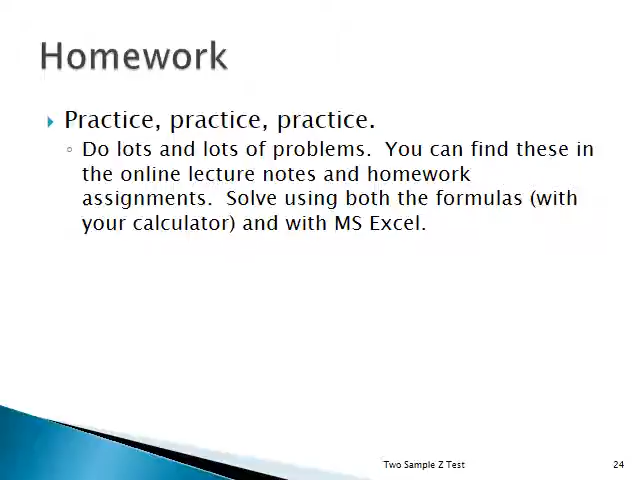 Homework
Practice, practice, practice.
Do lots and lots of problems.  You can find these in
the online lecture notes and homework
assignments.  Solve using both the formulas (with
your calculator) and with MS Excel.
Two Sample Z Test
24